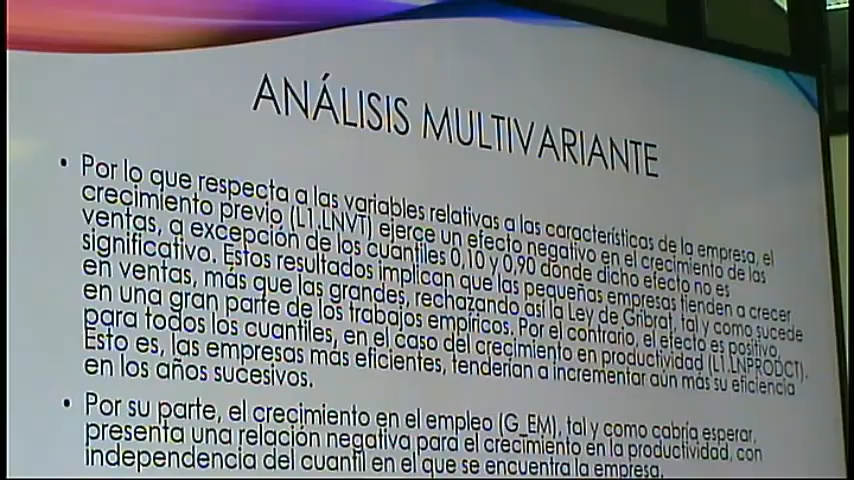 ANÁLISIS MULTIVARIANTE
• Por lo que respecta a las variables relativas a las características de la empresa, el
crecimiento previo (L1.LNVT) ejerce un efecto negativo en el crecimiento de las
ventas, a excepción de los cuantiles 0,10 y 0,90 donde dicho efecto no es
significativo. Estos resultados implican que las pequeñas empresas tienden a crecer
en ventas, más que las grandes, rechazando así la Ley de Gribrat, tal y como sucede
en una gran parte de los trabajos empíricos. Por el contrario, el efecto es positivo,
para todos los cuantiles, en el caso del crecimiento en productividad (L1.LNPRODCT).
Esto es, las empresas más eficientes, tenderían a incrementar aún más su eficiencia
en los años sucesivos.
• Por su parte, el crecimiento en el empleo (G_EM), tal y como cabría esperar,
presenta una relación negativa para el crecimiento en la productividad, con
independencia del cuantil en el que se encuentra la empresa.